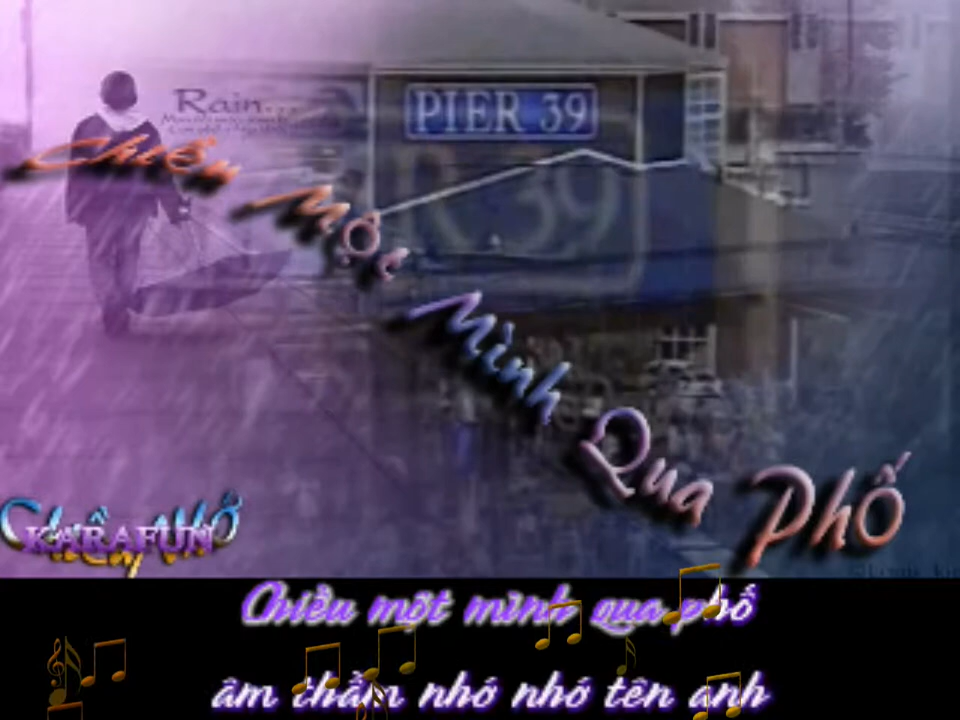 Rain...
PIER 39
R 39
Chiều Một Mình Qua Phố
KARAFUN
Chiều một mình qua phố
âm thầm nhớ nhớ tên anh